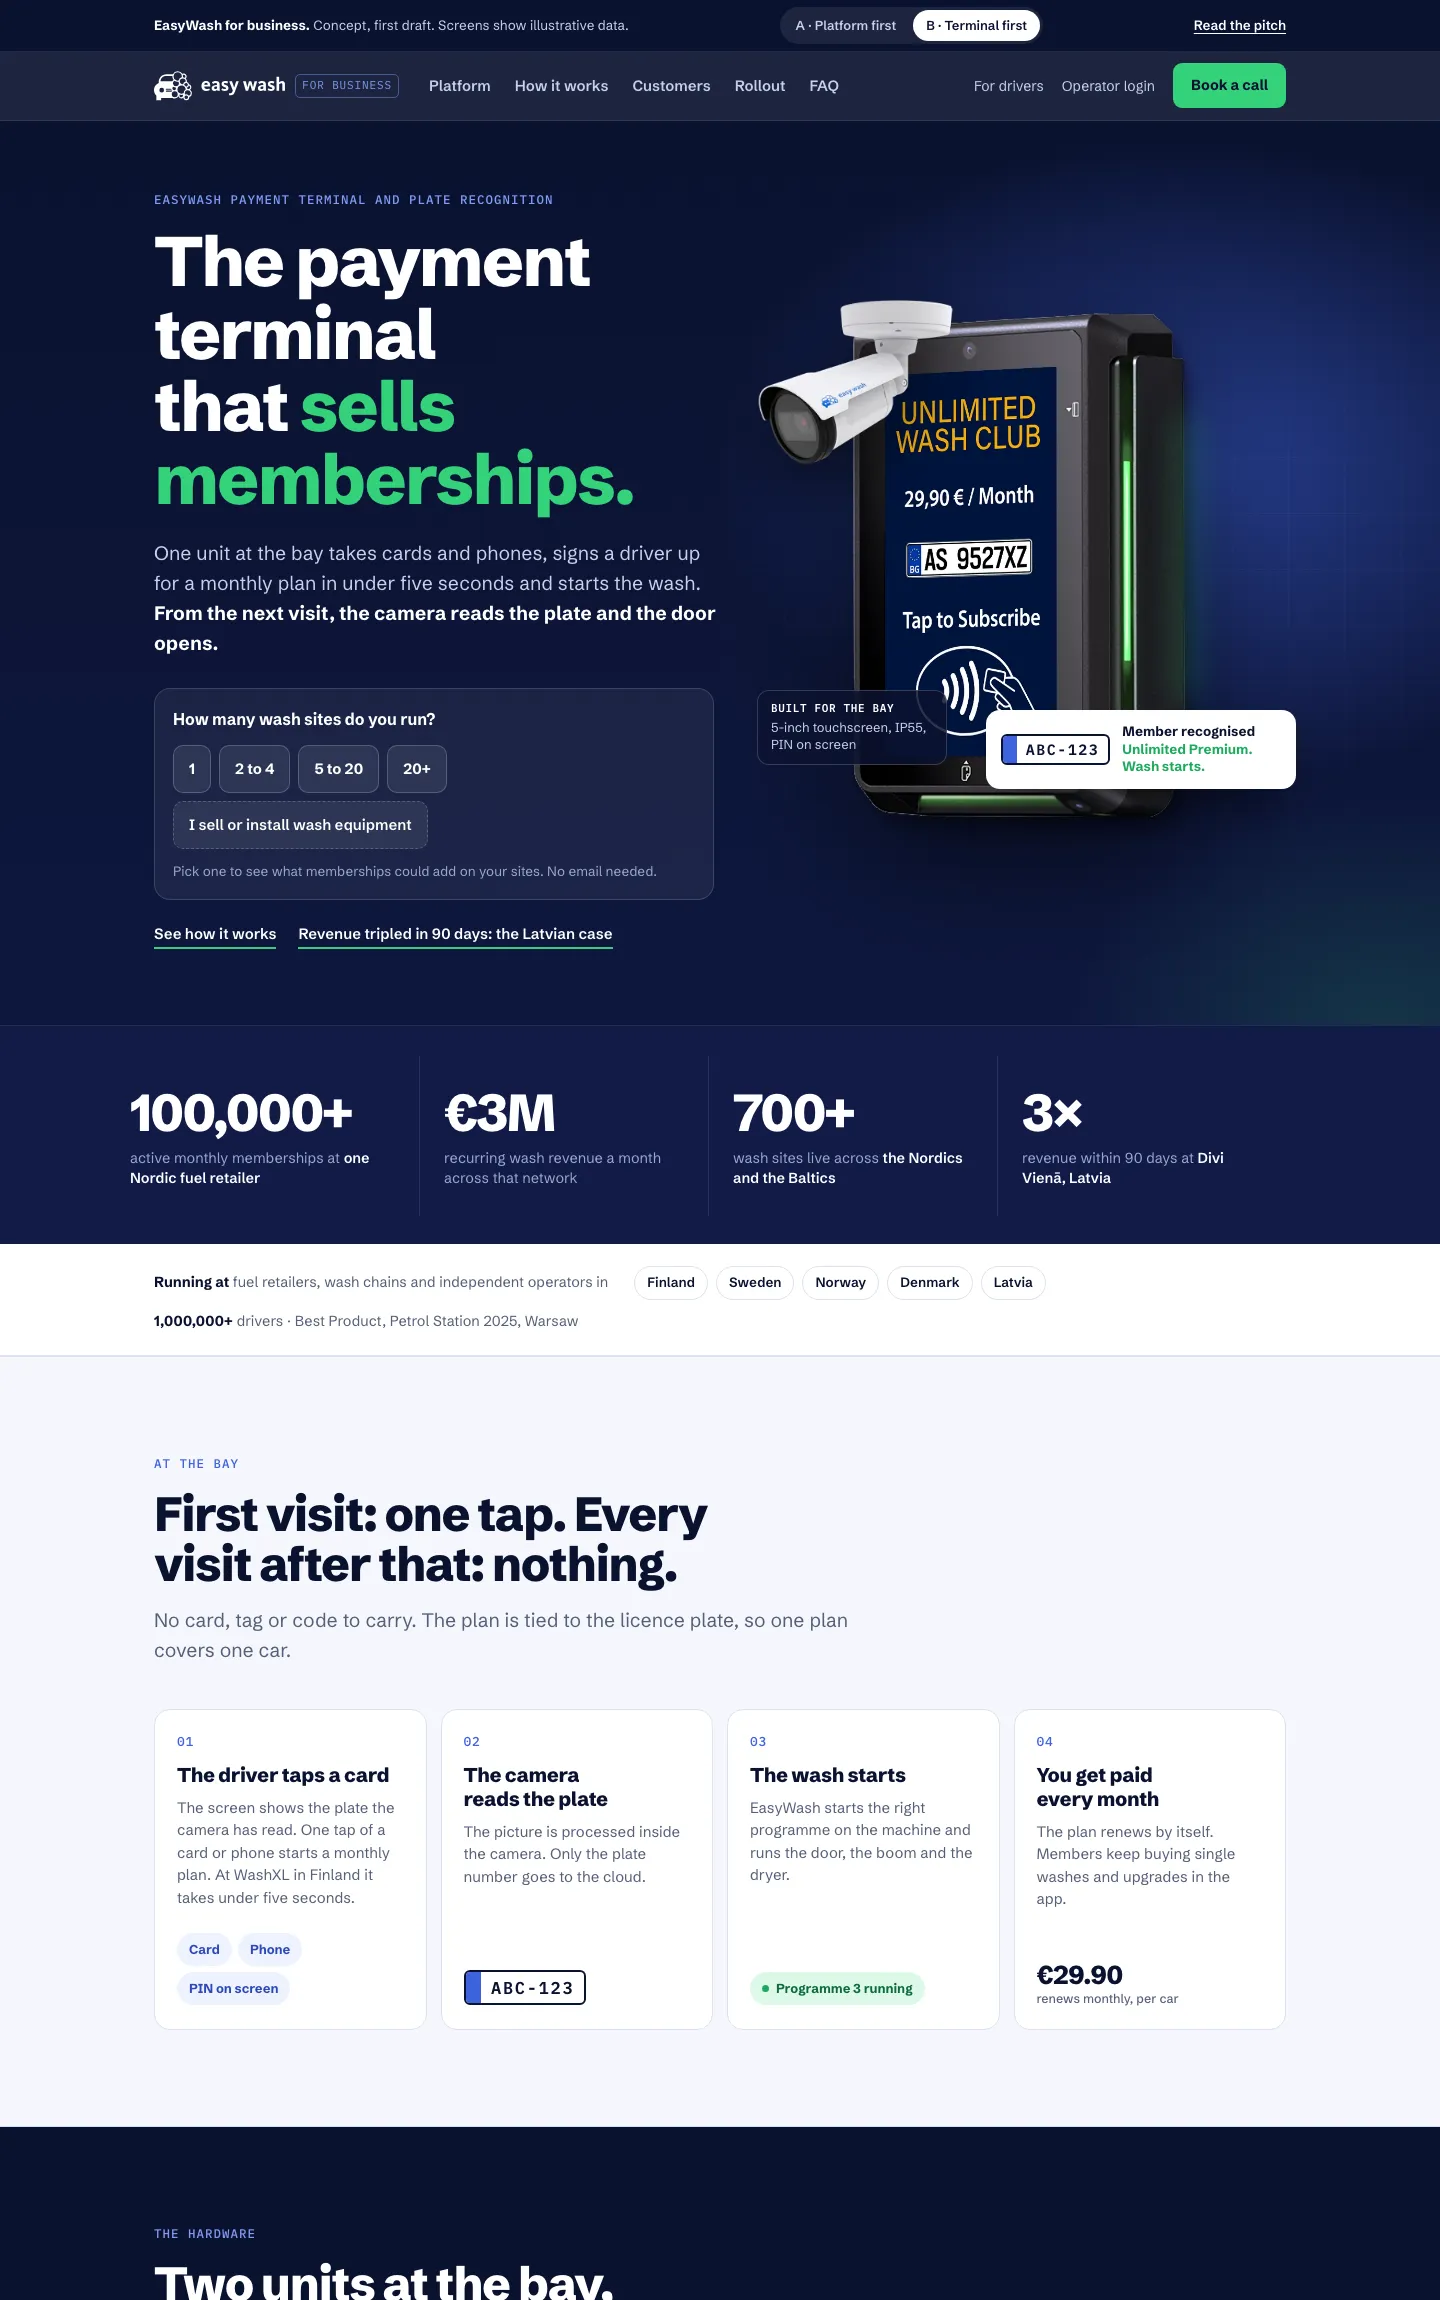 EasyWash for business. Concept, first draft. Screens show illustrative data.
A · Platform first
B · Terminal first
Read the pitch
easy wash
FOR BUSINESS
Platform
How it works
Customers
Rollout
FAQ
For drivers
Operator login
Book a call
EASYWASH PAYMENT TERMINAL AND PLATE RECOGNITION
The payment
terminal
that sells
memberships.
One unit at the bay takes cards and phones, signs a driver up
for a monthly plan in under five seconds and starts the wash.
From the next visit, the camera reads the plate and the door
opens.
How many wash sites do you run?
1
2 to 4
5 to 20
20+
I sell or install wash equipment
Pick one to see what memberships could add on your sites. No email needed.
See how it works
Revenue tripled in 90 days: the Latvian case
easy wash
UNLIMITED
WASH CLUB
29,90 € / Month
BG
AS 9527XZ
Tap to Subscribe
BUILT FOR THE BAY
5-inch touchscreen, IP55,
PIN on screen
ABC-123
Member recognised
Unlimited Premium.
Wash starts.
100,000+
active monthly memberships at one
Nordic fuel retailer
€3M
recurring wash revenue a month
across that network
700+
wash sites live across the Nordics
and the Baltics
3×
revenue within 90 days at Divi
Vienā, Latvia
Running at fuel retailers, wash chains and independent operators in
Finland
Sweden
Norway
Denmark
Latvia
1,000,000+ drivers · Best Product, Petrol Station 2025, Warsaw
AT THE BAY
First visit: one tap. Every
visit after that: nothing.
No card, tag or code to carry. The plan is tied to the licence plate, so one plan
covers one car.
01
The driver taps a card
The screen shows the plate the
camera has read. One tap of a
card or phone starts a monthly
plan. At WashXL in Finland it
takes under five seconds.
Card
Phone
PIN on screen
02
The camera
reads the plate
The picture is processed inside
the camera. Only the plate
number goes to the cloud.
ABC-123
03
The wash starts
EasyWash starts the right
programme on the machine and
runs the door, the boom and the
dryer.
Programme 3 running
04
You get paid
every month
The plan renews by itself.
Members keep buying single
washes and upgrades in the
app.
€29.90
renews monthly, per car
THE HARDWARE
Two units at the bay.